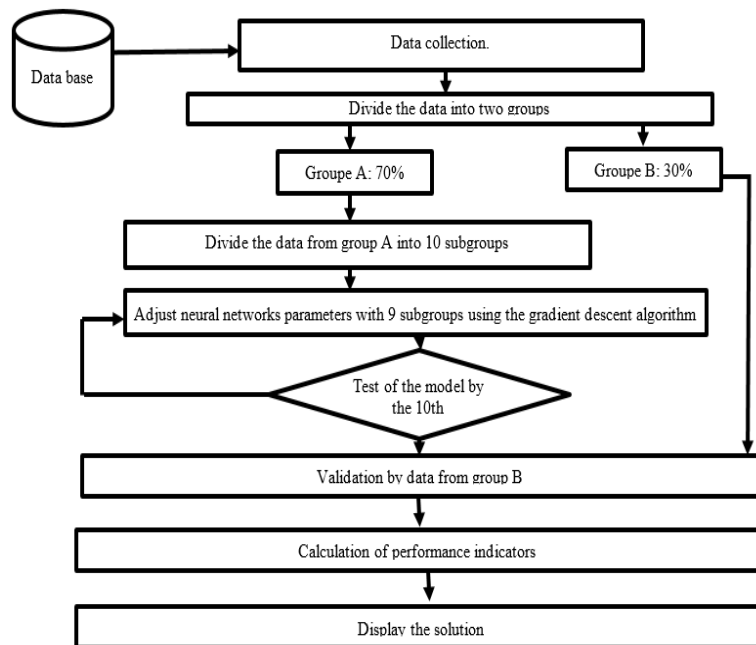 Data base
Data collection.
Divide the data into two groups
Groupe A: 70%
Groupe B: 30%
Divide the data from group A into 10 subgroups
Adjust neural networks parameters with 9 subgroups using the gradient descent algorithm
Test of the model by
the 10th
Validation by data from group B
Calculation of performance indicators
Display the solution